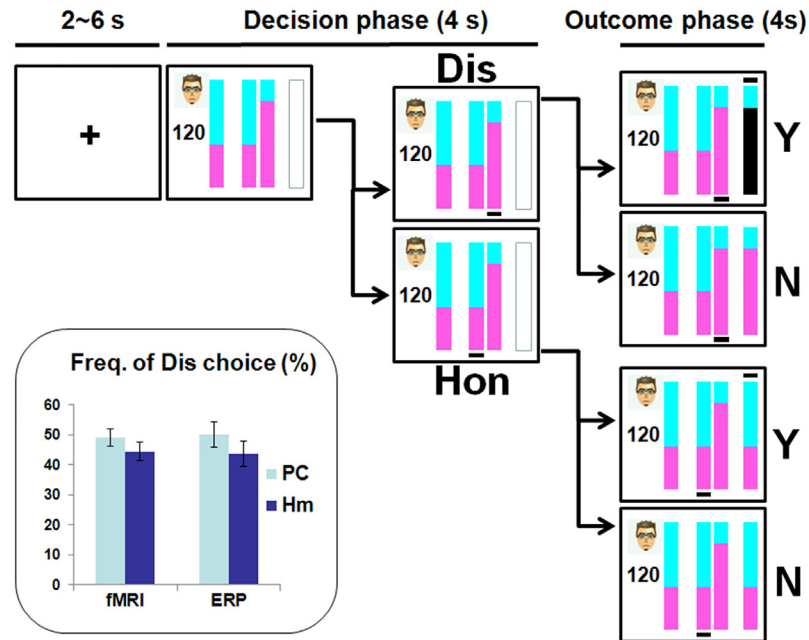 2~6 s
Decision phase (4 s)
Outcome phase (4s)
+
120
Dis
120
120
Y
120
N
120
Hon
120
Y
120
N
Freq. of Dis choice (%)
60
50
40
30
20
10
0
PC
Hm
fMRI
ERP